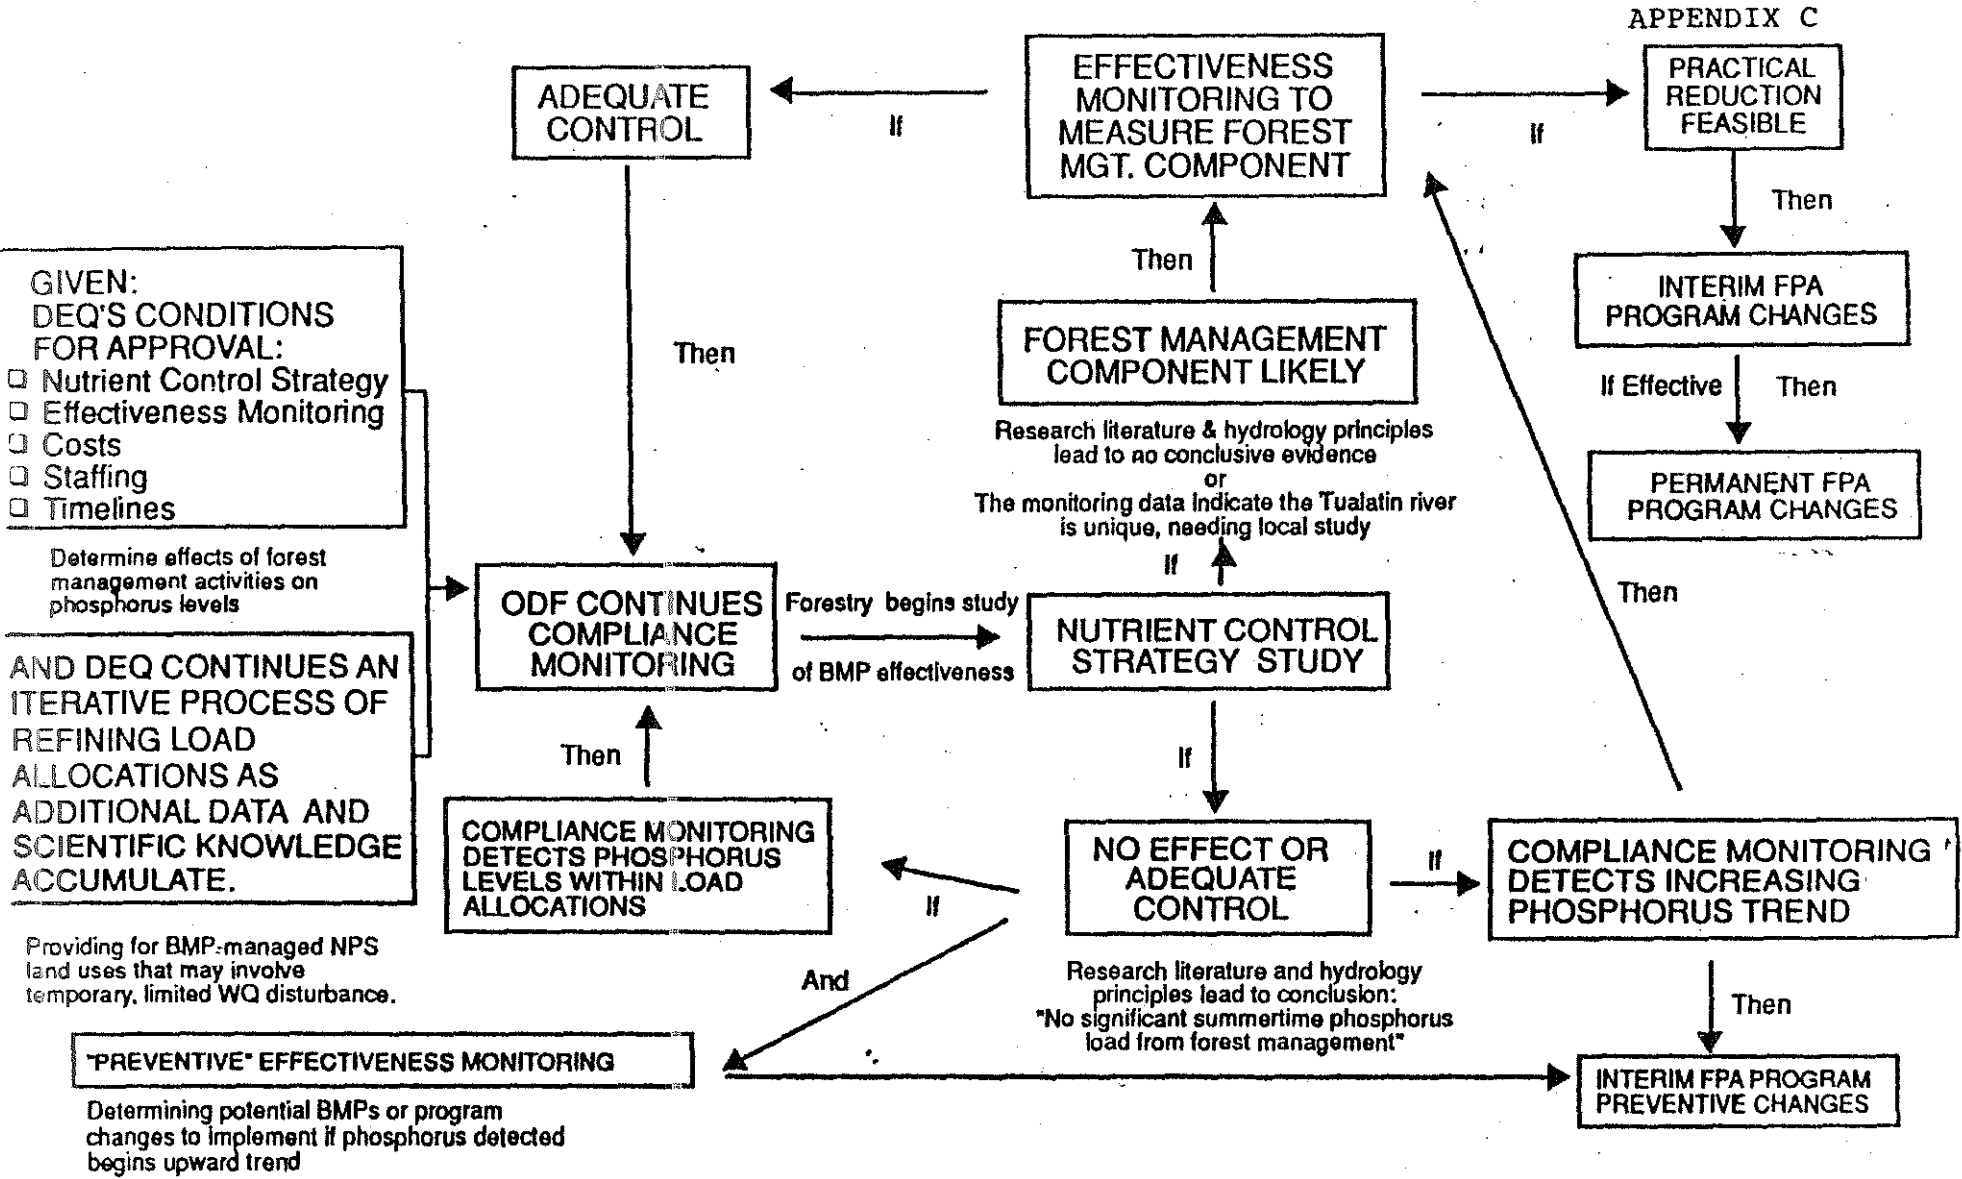 APPENDIX C
ADEQUATE
CONTROL
If
EFFECTIVENESS
MONITORING TO
MEASURE FOREST
MGT. COMPONENT
If
PRACTICAL
REDUCTION
FEASIBLE
Then
INTERIM FPA
PROGRAM CHANGES
If Effective
Then
PERMANENT FPA
PROGRAM CHANGES
Then
FOREST MANAGEMENT
COMPONENT LIKELY
Research literature & hydrology principles
lead to no conclusive evidence
or
The monitoring data indicate the Tualatin river
is unique, needing local study
If
Then
GIVEN:
DEQ'S CONDITIONS
FOR APPROVAL:
❑ Nutrient Control Strategy
❑ Effectiveness Monitoring
❑ Costs
❑ Staffing
❑ Timelines
Determine effects of forest
management activities on
phosphorus levels
AND DEQ CONTINUES AN
ITERATIVE PROCESS OF
REFINING LOAD
ALLOCATIONS AS
ADDITIONAL DATA AND
SCIENTIFIC KNOWLEDGE
ACCUMULATE.
Providing for BMP-managed NPS
land uses that may involve
temporary, limited WQ disturbance.
ODF CONTINUES
COMPLIANCE
MONITORING
Forestry begins study
of BMP effectiveness
NUTRIENT CONTROL
STRATEGY STUDY
Then
Then
If
COMPLIANCE MONITORING
DETECTS PHOSPHORUS
LEVELS WITHIN LOAD
ALLOCATIONS
If
NO EFFECT OR
ADEQUATE
CONTROL
If
COMPLIANCE MONITORING
DETECTS INCREASING
PHOSPHORUS TREND
Research literature and hydrology
principles lead to conclusion:
"No significant summertime phosphorus
load from forest management"
And
Then
"PREVENTIVE" EFFECTIVENESS MONITORING
Determining potential BMPs or program
changes to implement if phosphorus detected
begins upward trend
INTERIM FPA PROGRAM
PREVENTIVE CHANGES